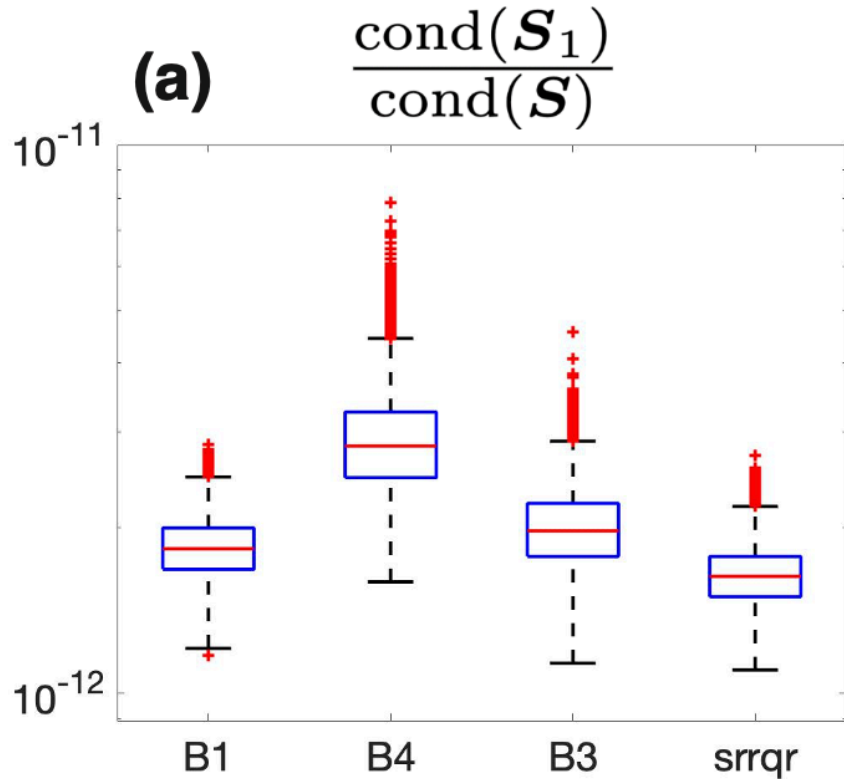 (a)
cond(S₁)
cond(S)
10⁻¹¹
10⁻¹²
B1 B4 B3 srrqr